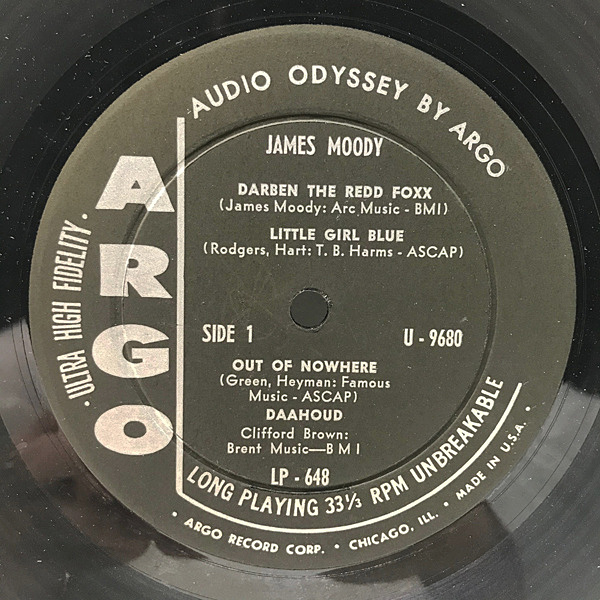 AUDIO ODYSSEY BY ARGO
ARGO
· ULTRA HIGH FIDELITY ·
JAMES MOODY
DARBEN THE REDD FOXX
(James Moody: Arc Music - BMI)
LITTLE GIRL BLUE
(Rodgers, Hart: T. B. Harms - ASCAP)
SIDE 1
U - 9680
OUT OF NOWHERE
(Green, Heyman: Famous
Music - ASCAP)
DAAHOUD
Clifford Brown:
Brent Music—B M I
LP - 648
LONG PLAYING 33⅓ RPM UNBREAKABLE
· ARGO RECORD CORP. · CHICAGO, ILL. · MADE IN U.S.A. ·